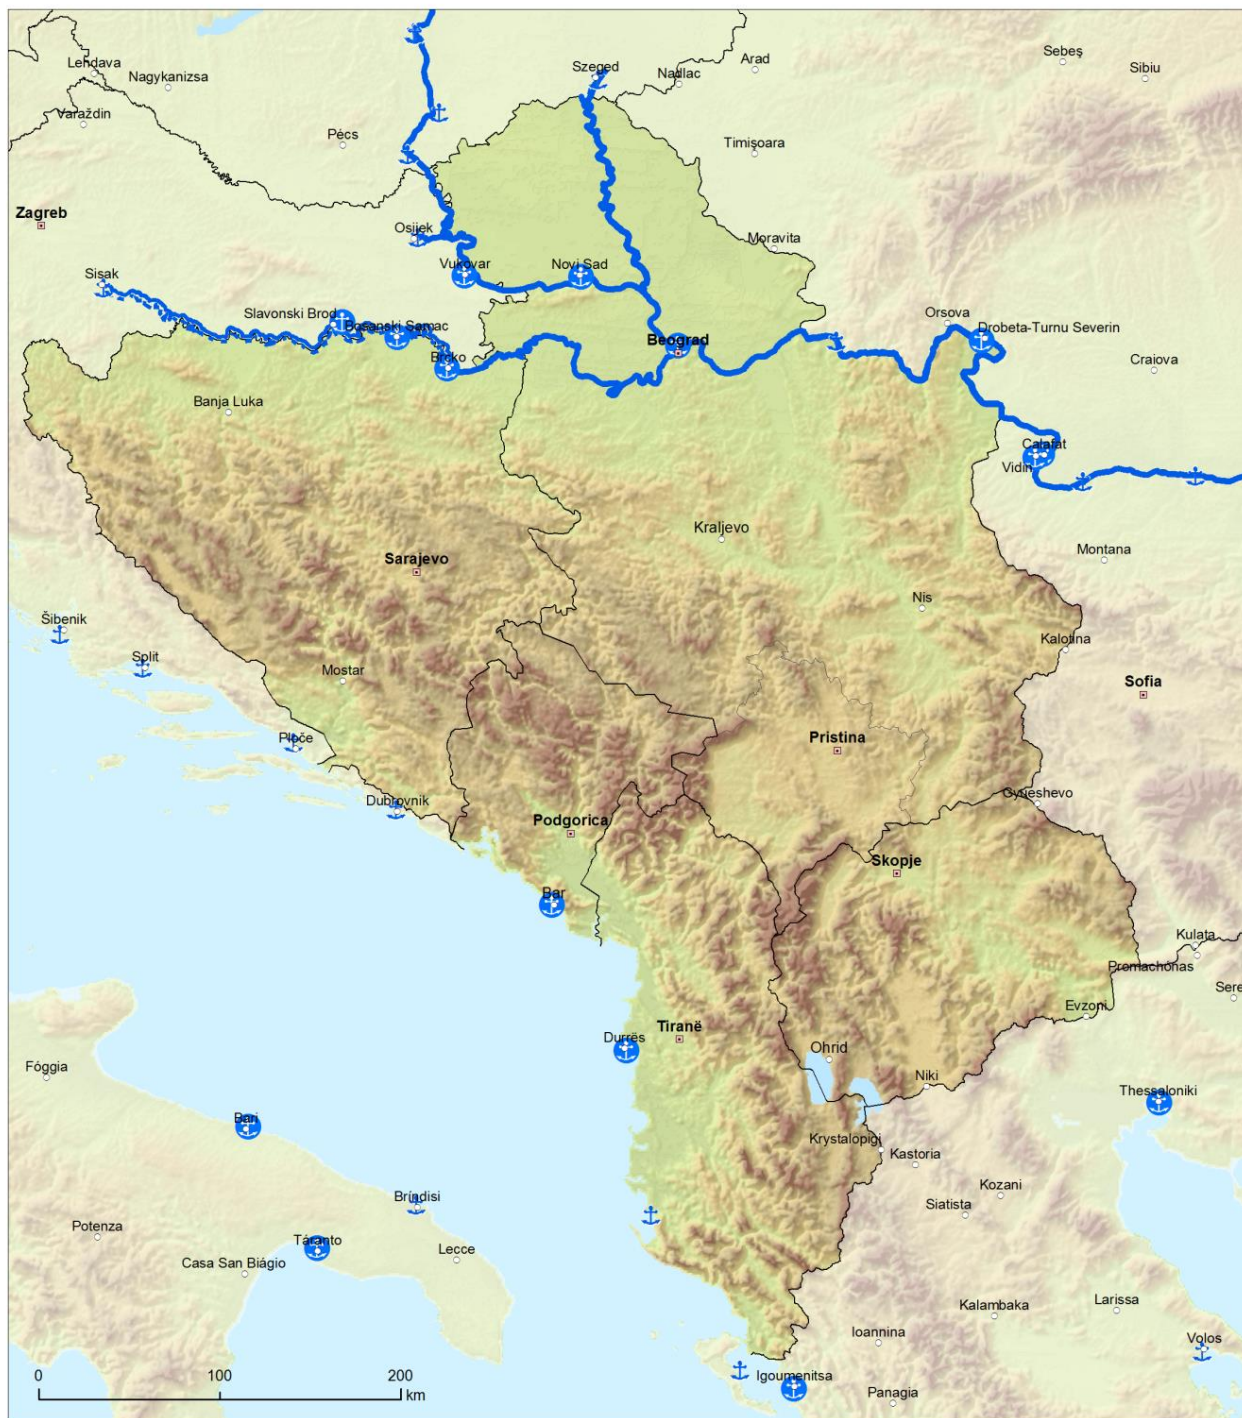 Lendava
Nagykanizsa
Varaždin
Pécs
Szeged
Nadlac
Arad
Sebeş
Sibiu
Timişoara
Zagreb
Osijek
Moravita
Sisak
Vukovar
Novi Sad
Slavonski Brod
Bosanski Samac
Brcko
Beograd
Orsova
Drobeta-Turnu Severin
Craiova
Banja Luka
Calafat
Vidin
Kraljevo
Sarajevo
Montana
Nis
Šibenik
Split
Mostar
Kalotina
Sofia
Ploče
Pristina
Dubrovnik
Podgorica
Gyueshevo
Skopje
Bar
Kulata
Promachonas
Sere
Evzoni
Durrës
Tiranë
Ohrid
Niki
Fóggia
Thessaloniki
Bari
Krystalopigi
Kastoria
Kozani
Siatista
Bríndisi
Potenza
Táranto
Lecce
Casa San Biágio
Kalambaka
Larissa
Ioannina
Volos
Igoumenitsa
Panagia
0 100 200
km